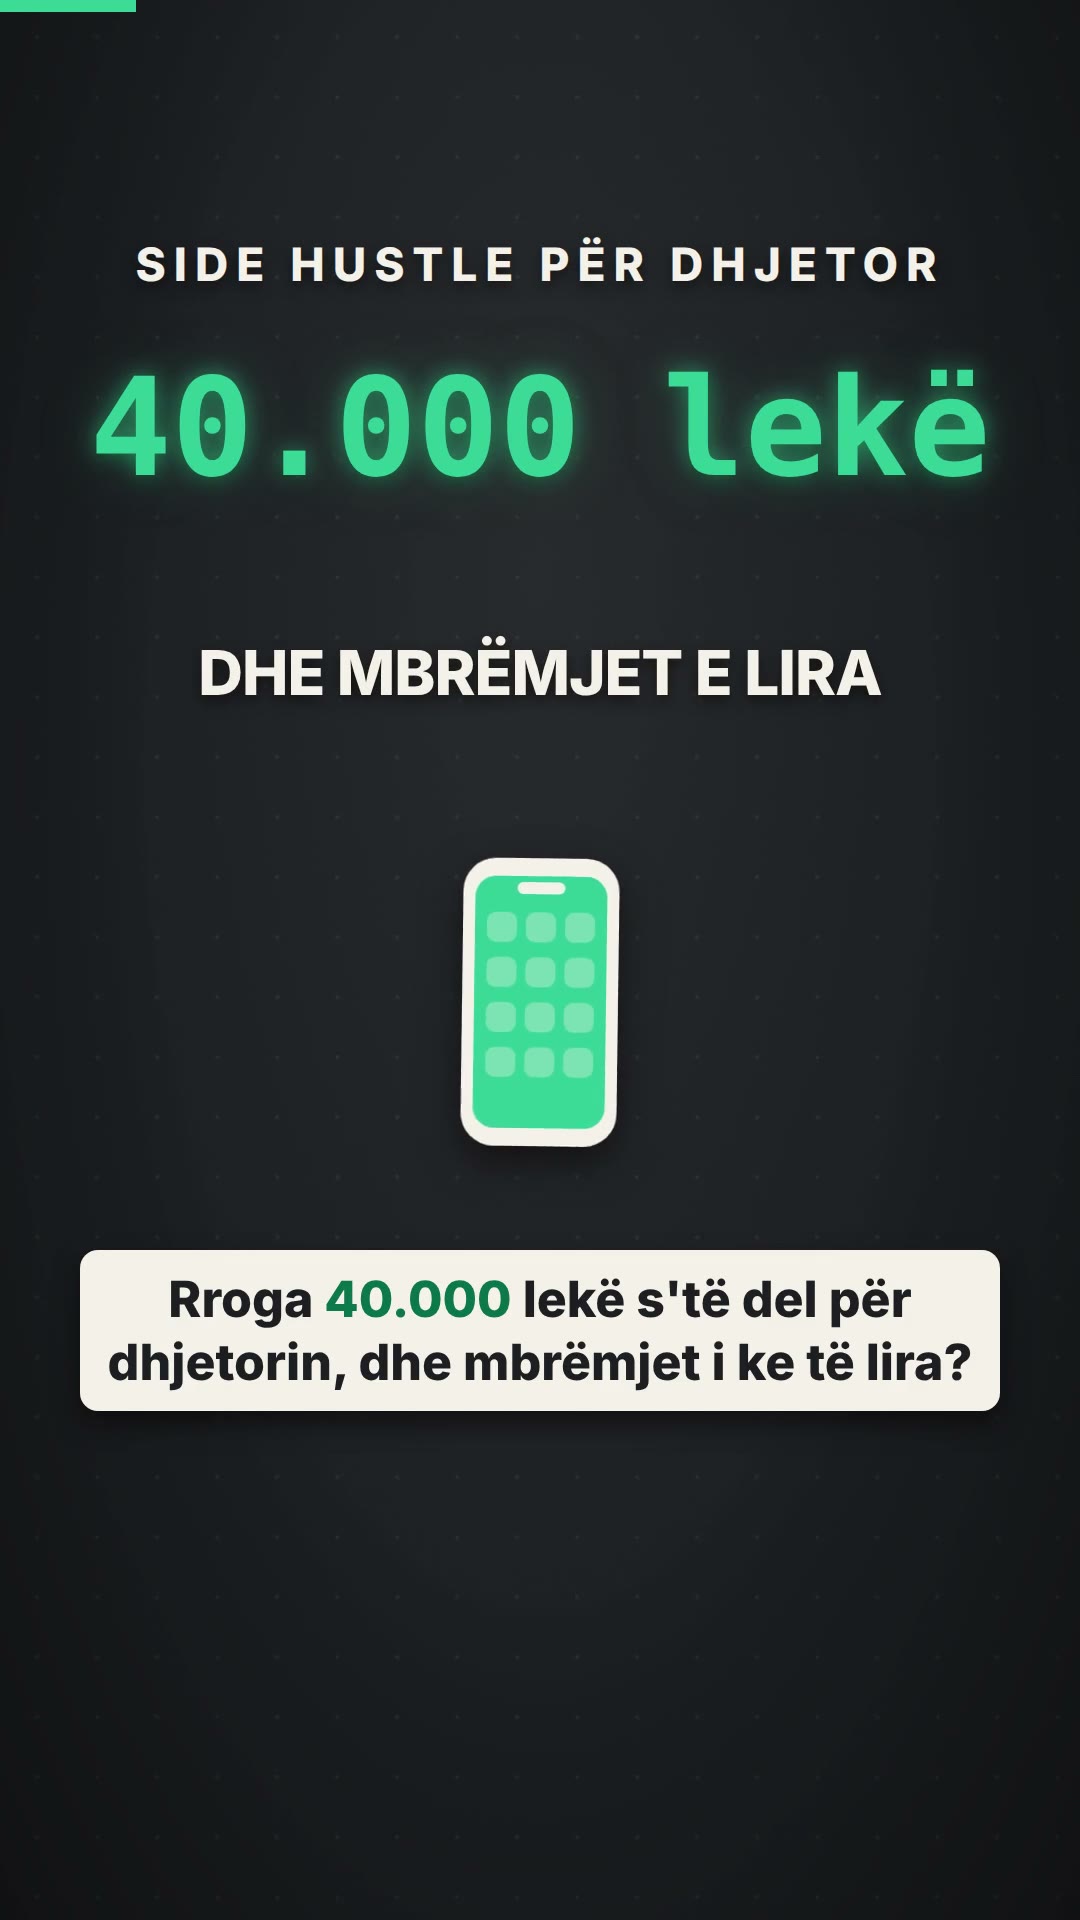 SIDE HUSTLE PËR DHJETOR
40.000 lekë
DHE MBRËMJET E LIRA
Rroga 40.000 lekë s'të del për
dhjetorin, dhe mbrëmjet i ke të lira?